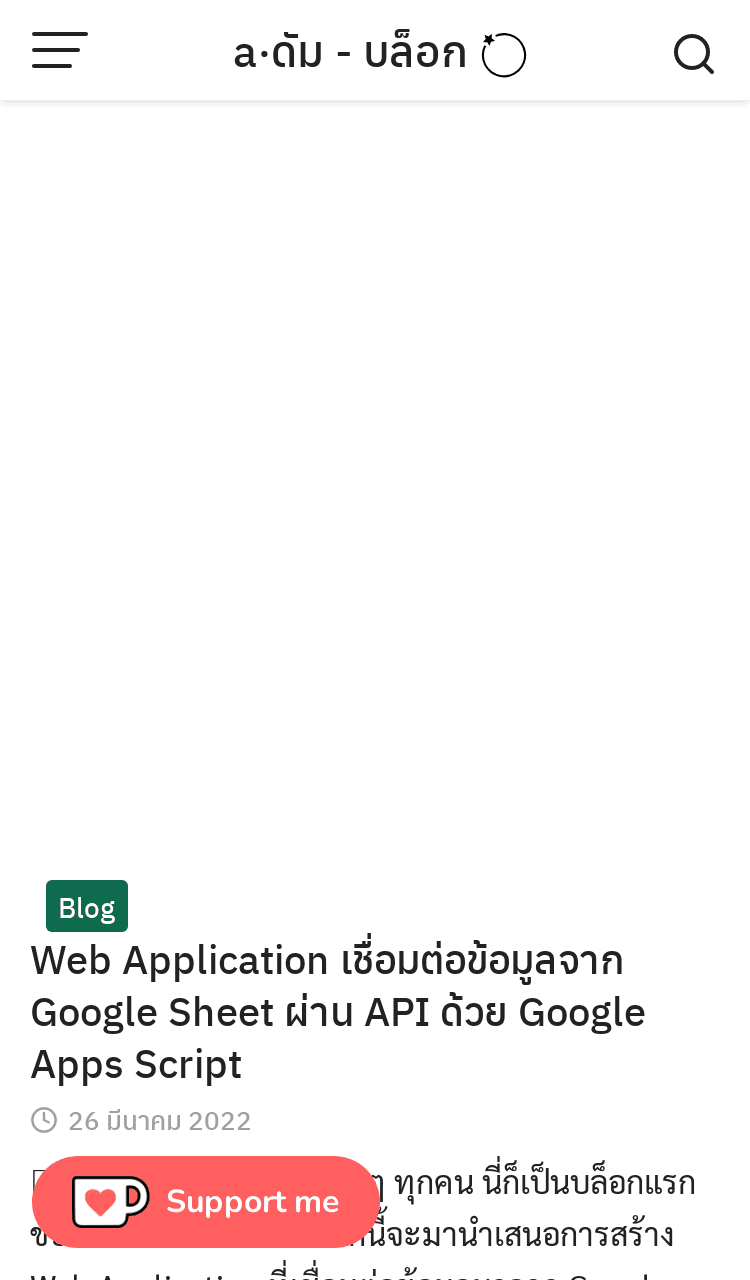 a·ดัม - บล็อก
Blog
Web Application เชื่อมต่อข้อมูลจาก
Google Sheet ผ่าน API ด้วย Google
Apps Script
26 มีนาคม 2022
ทุกคน นี่ก็เป็นบล็อกแรก
Support me
นี้จะมานำเสนอการสร้าง